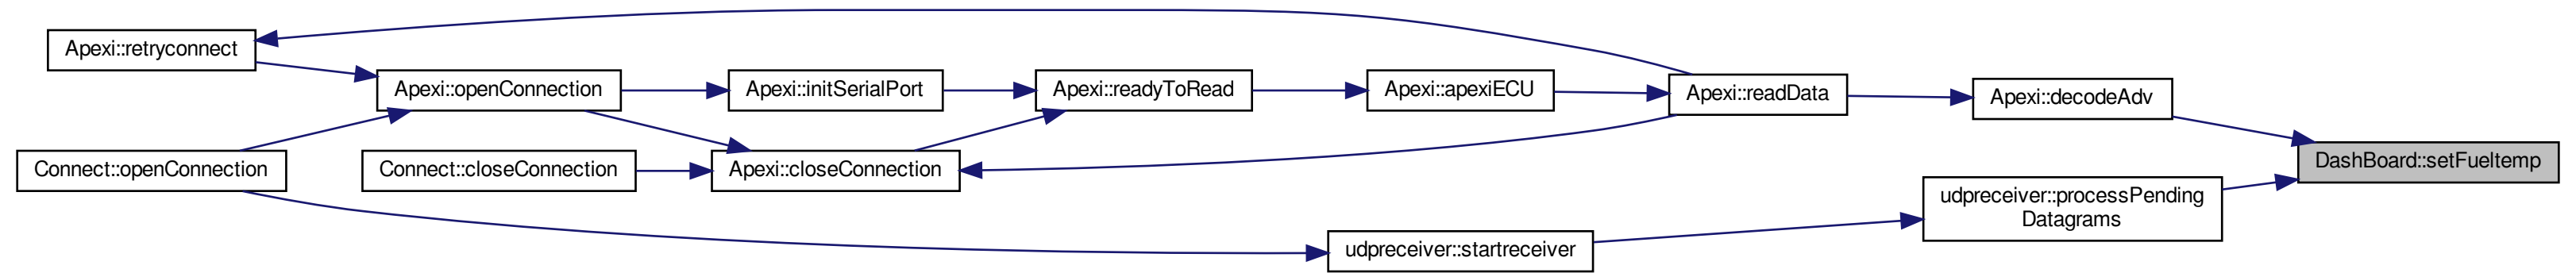 Apexi::retryconnect
Apexi::openConnection
Apexi::initSerialPort
Apexi::readyToRead
Apexi::apexiECU
Apexi::readData
Apexi::decodeAdv
Connect::openConnection
Connect::closeConnection
Apexi::closeConnection
DashBoard::setFueltemp
udpreceiver::processPending
Datagrams
udpreceiver::startreceiver